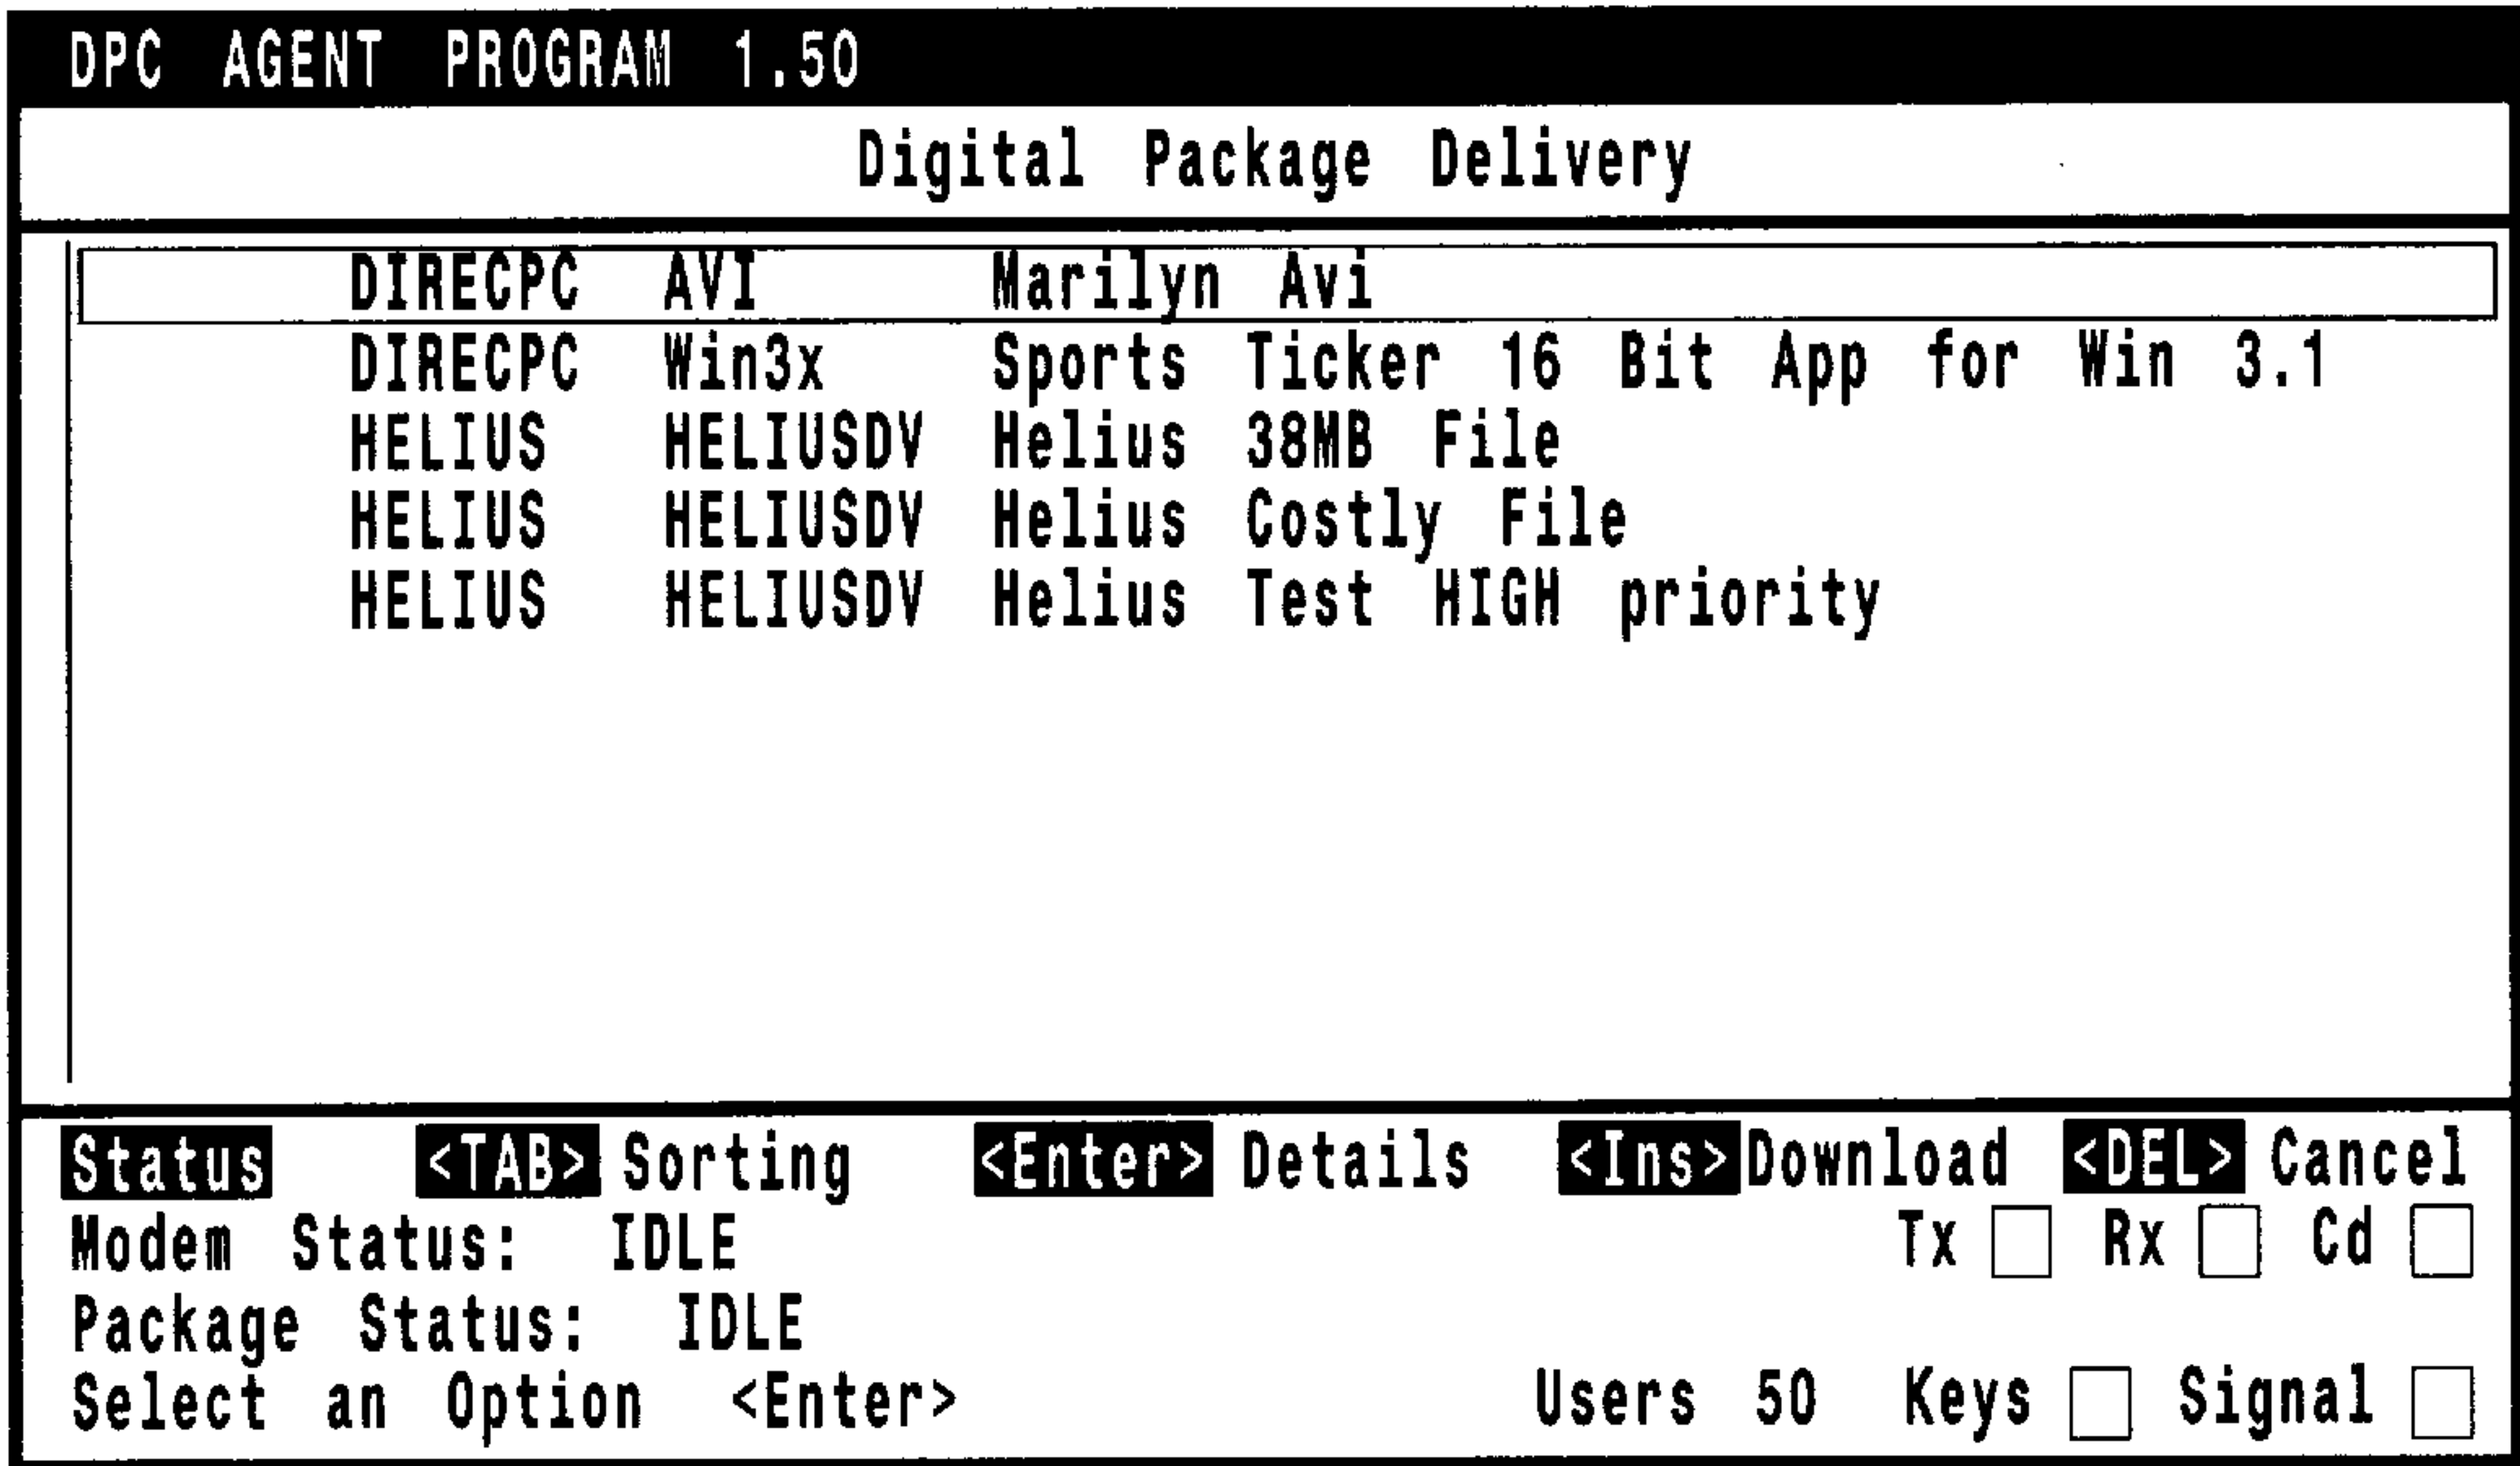 DPC AGENT PROGRAM 1.50
Digital Package Delivery
DIRECPC AVI Marilyn Avi
DIRECPC Win3x Sports Ticker 16 Bit App for Win 3.1
HELIUS HELIUSDV Helius 38MB File
HELIUS HELIUSDV Helius Costly File
HELIUS HELIUSDV Helius Test HIGH priority
Status <TAB> Sorting <Enter> Details <Ins> Download <DEL> Cancel
Modem Status: IDLE Tx Rx Cd
Package Status: IDLE
Select an Option <Enter> Users 50 Keys Signal